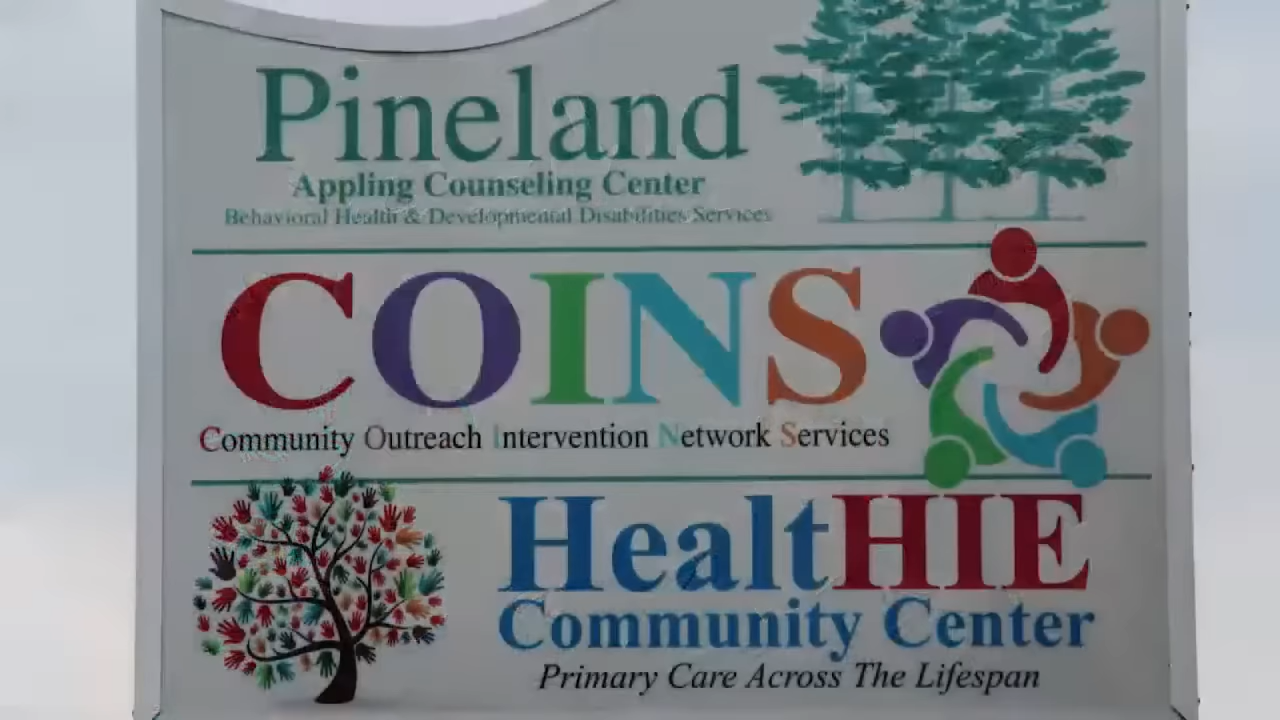 Pineland
Appling Counseling Center
Behavioral Health & Developmental Disabilities Services
COINS
Community Outreach Intervention Network Services
HealtHIE
Community Center
Primary Care Across The Lifespan